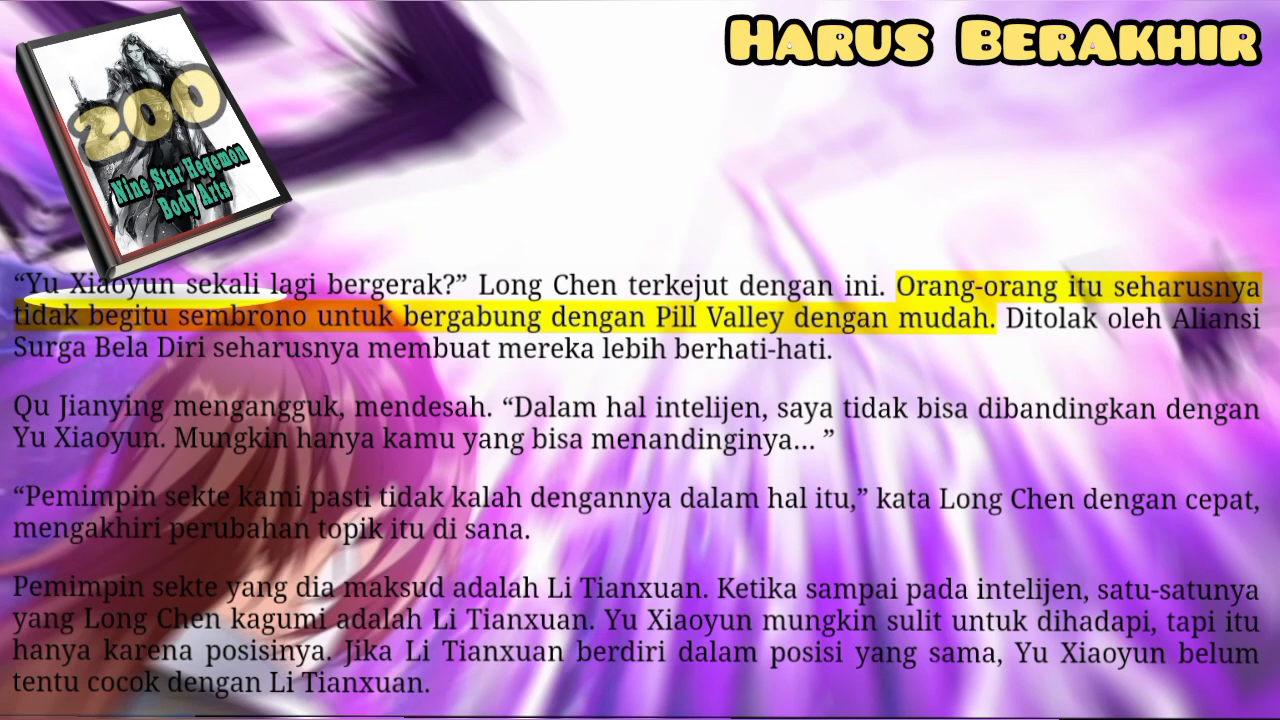 HARUS BERAKHIR
200
Nine Star Hegemon
Body Arts
“Yu Xiaoyun sekali lagi bergerak?” Long Chen terkejut dengan ini. Orang-orang itu seharusnya
tidak begitu sembrono untuk bergabung dengan Pill Valley dengan mudah. Ditolak oleh Aliansi
Surga Bela Diri seharusnya membuat mereka lebih berhati-hati.
Qu Jianying mengangguk, mendesah. “Dalam hal intelijen, saya tidak bisa dibandingkan dengan
Yu Xiaoyun. Mungkin hanya kamu yang bisa menandinginya... ”
“Pemimpin sekte kami pasti tidak kalah dengannya dalam hal itu,” kata Long Chen dengan cepat,
mengakhiri perubahan topik itu di sana.
Pemimpin sekte yang dia maksud adalah Li Tianxuan. Ketika sampai pada intelijen, satu-satunya
yang Long Chen kagumi adalah Li Tianxuan. Yu Xiaoyun mungkin sulit untuk dihadapi, tapi itu
hanya karena posisinya. Jika Li Tianxuan berdiri dalam posisi yang sama, Yu Xiaoyun belum
tentu cocok dengan Li Tianxuan.